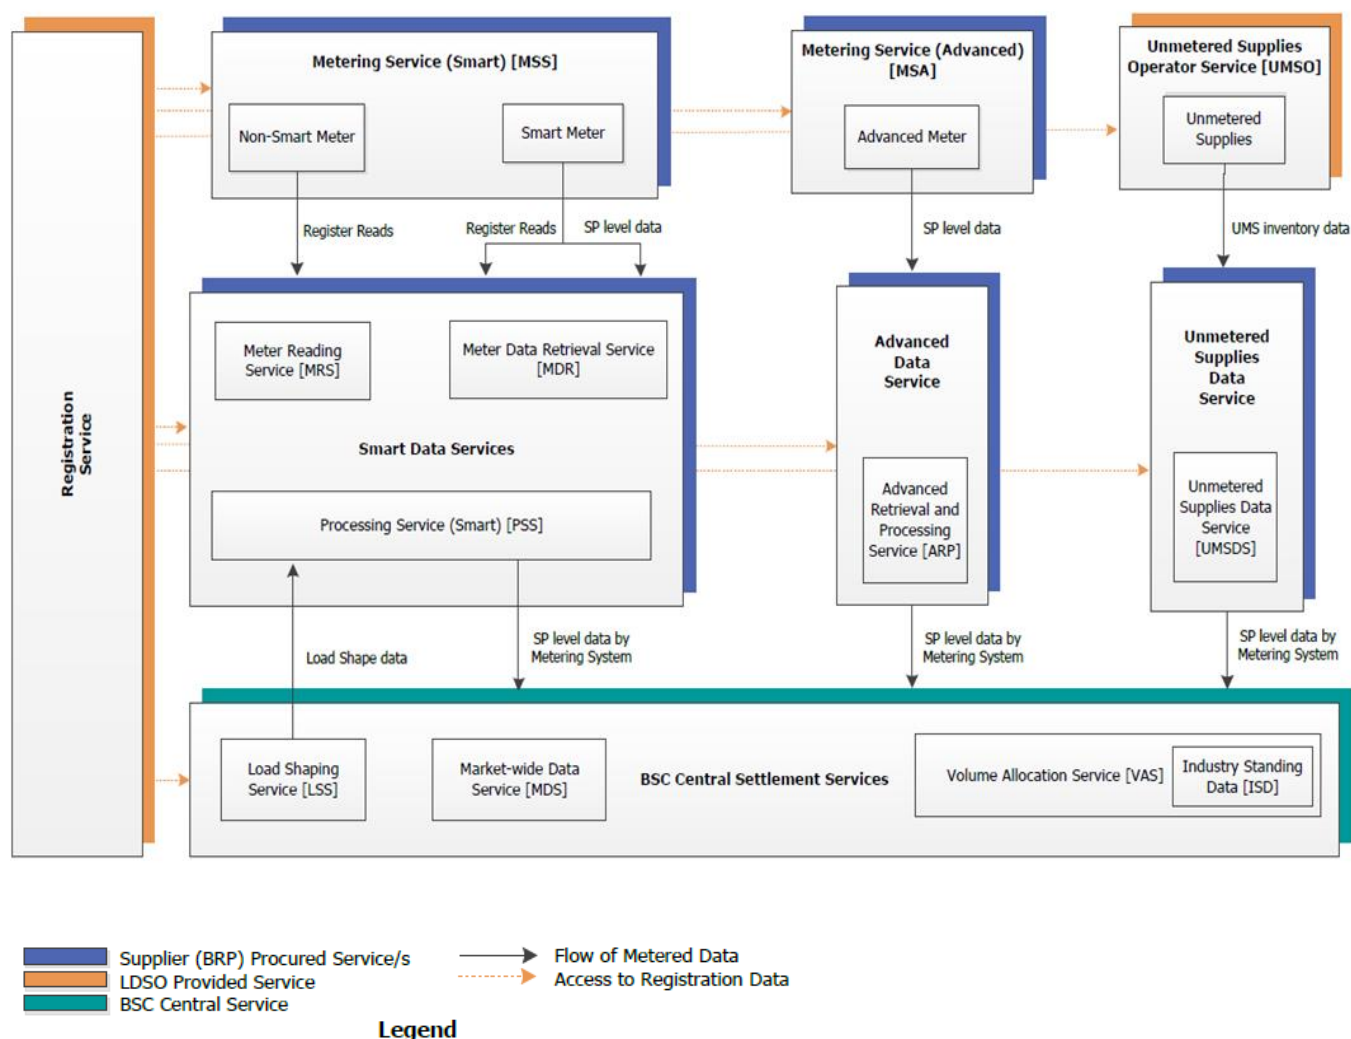 Registration
Service
Metering Service (Smart) [MSS]
Non-Smart Meter
Smart Meter
Metering Service (Advanced)
[MSA]
Advanced Meter
Unmetered Supplies
Operator Service [UMSO]
Unmetered
Supplies
Register Reads
Register Reads
SP level data
SP level data
UMS inventory data
Meter Reading
Service [MRS]
Meter Data Retrieval Service
[MDR]
Smart Data Services
Processing Service (Smart) [PSS]
Advanced
Data
Service
Advanced
Retrieval and
Processing
Service [ARP]
Unmetered
Supplies
Data
Service
Unmetered
Supplies Data
Service
[UMSDS]
Load Shape data
SP level data by
Metering System
SP level data by
Metering System
SP level data by
Metering System
Load Shaping
Service [LSS]
Market-wide Data
Service [MDS]
BSC Central Settlement Services
Volume Allocation Service [VAS]
Industry Standing
Data [ISD]
Supplier (BRP) Procured Service/s
LDSO Provided Service
BSC Central Service
Flow of Metered Data
Access to Registration Data
Legend